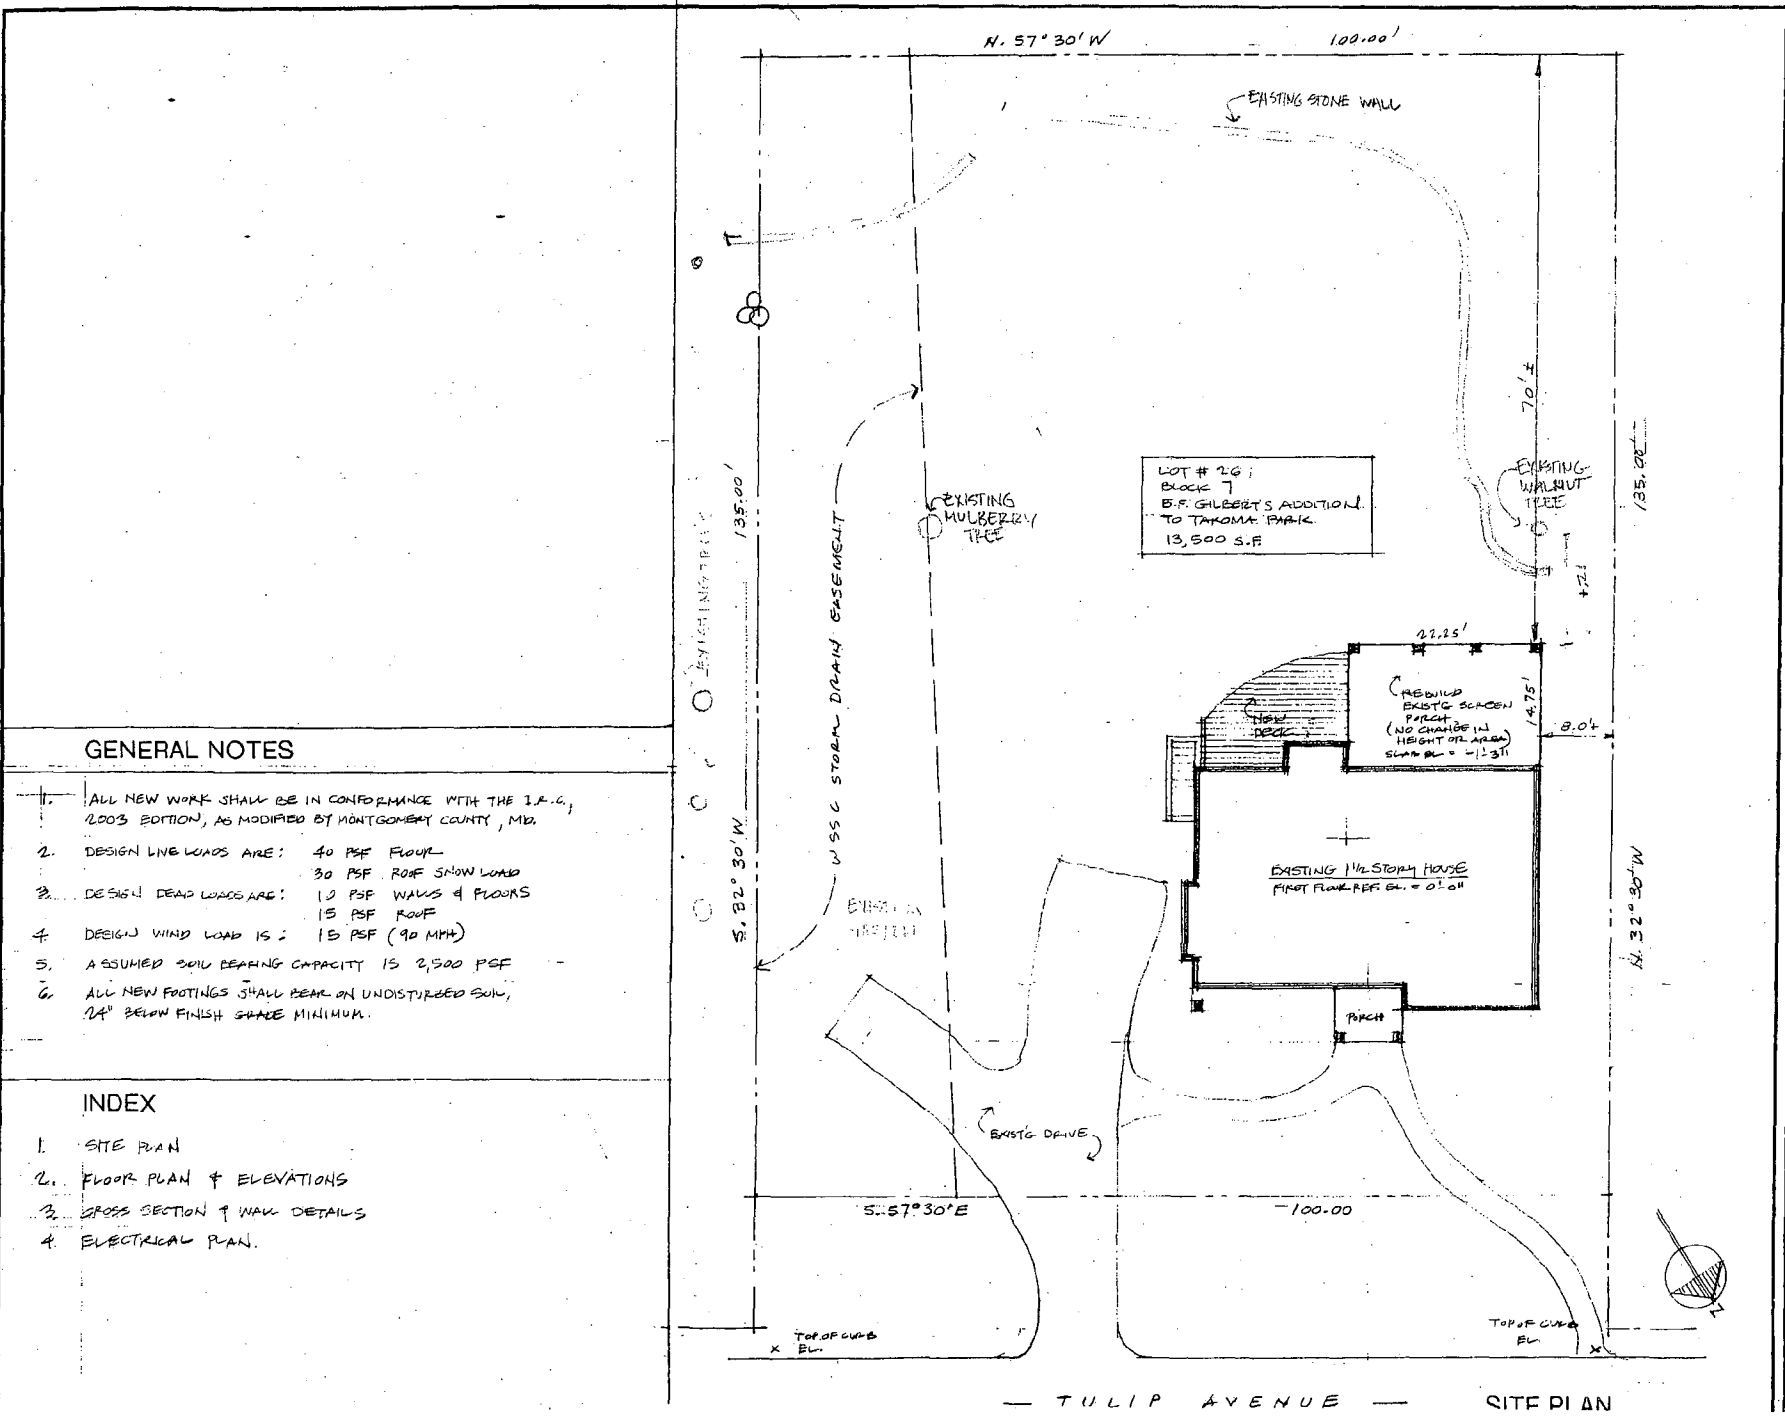 GENERAL NOTES
1. ALL NEW WORK SHALL BE IN CONFORMANCE WITH THE I.R.C.,
2003 EDITION, AS MODIFIED BY MONTGOMERY COUNTY, MD.
2. DESIGN LIVE LOADS ARE: 40 PSF FLOOR
30 PSF ROOF SNOW LOAD
3. DESIGN DEAD LOADS ARE: 10 PSF WALLS & FLOORS
15 PSF ROOF
4. DESIGN WIND LOAD IS: 15 PSF (90 MPH)
5. ASSUMED SOIL BEARING CAPACITY IS 2,500 PSF
6. ALL NEW FOOTINGS SHALL BEAR ON UNDISTURBED SOIL,
24" BELOW FINISH GRADE MINIMUM.
INDEX
1. SITE PLAN
2. FLOOR PLAN & ELEVATIONS
3. CROSS SECTION & WALL DETAILS
4. ELECTRICAL PLAN.
N. 57° 30' W 100.00'
EXISTING STONE WALL
70'±
135.00'
135.00'
EXISTING TREES
WSSC STORM DRAIN EASEMENT
EXISTING
MULBERRY
TREE
LOT # 26;
BLOCK 7
B.F. GILBERT'S ADDITION
TO TAKOMA PARK
13,500 S.F.
EXISTING
WALNUT
TREE
22.25'
14.75'
8.0'±
NEW
DECK
REBUILD
EXIST'G SCREEN
PORCH
(NO CHANGE IN
HEIGHT OR AREA)
SLAB EL = -1'-3"
EXISTING 1 1/2 STORY HOUSE
FIRST FLOOR REF. EL. = 0'-0"
S. 32° 30' W
N. 32° 30' W
EXISTING
PORCH
EXIST'G DRIVE
S. 57° 30' E 100.00
N
TOP OF CURB
EL.
TOP OF CURB
EL.
— TULIP AVENUE —
SITE PLAN